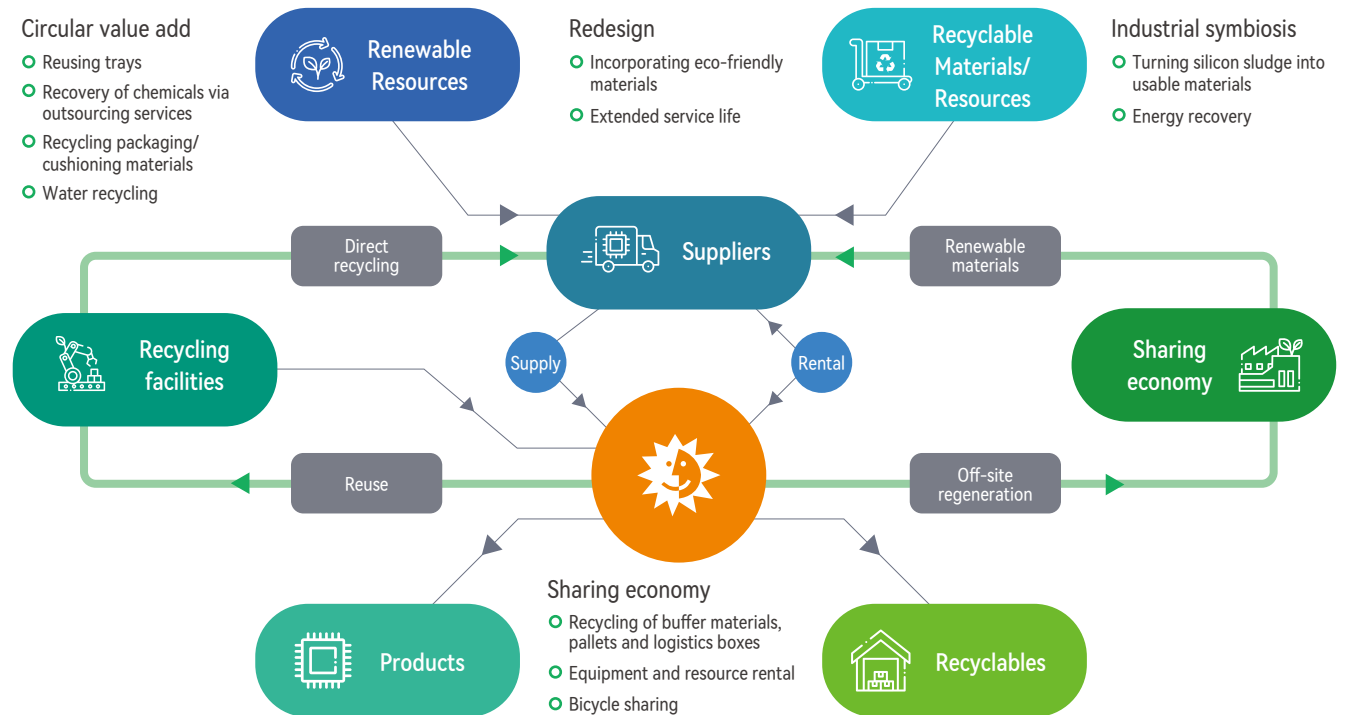 Circular value add
Reusing trays
Recovery of chemicals via
outsourcing services
Recycling packaging/
cushioning materials
Water recycling
Renewable
Resources
Redesign
Incorporating eco-friendly
materials
Extended service life
Recyclable
Materials/
Resources
Industrial symbiosis
Turning silicon sludge into
usable materials
Energy recovery
Direct
recycling
Suppliers
Renewable
materials
Recycling
facilities
Supply
Rental
Sharing
economy
Reuse
Off-site
regeneration
Products
Sharing economy
Recycling of buffer materials,
pallets and logistics boxes
Equipment and resource rental
Bicycle sharing
Recyclables